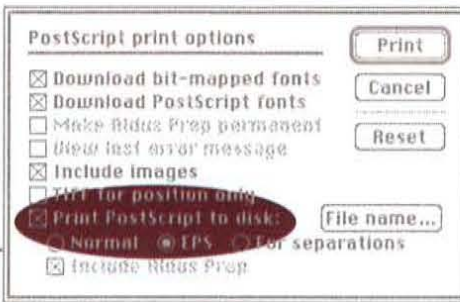 PostScript print options
Print
Download bit-mapped fonts
Cancel
Download PostScript fonts
Make Aldus Prep permanent
Reset
View last error message
Include images
TIFF for position only
Print PostScript to disk:
File name...
Normal EPS For separations
Include Aldus Prep